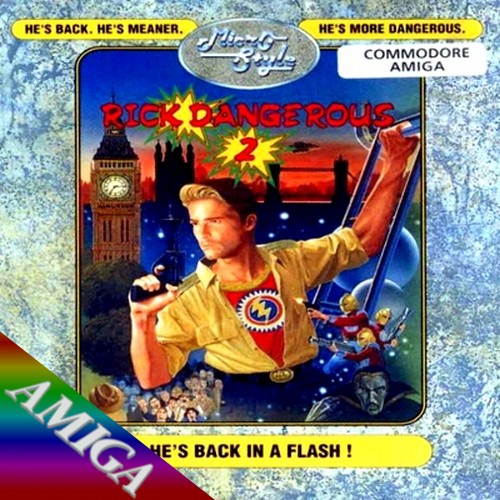 HE'S BACK. HE'S MEANER.
HE'S MORE DANGEROUS.
Micro
Style
COMMODORE
AMIGA
RICK DANGEROUS
2
HE'S BACK IN A FLASH !
AMIGA